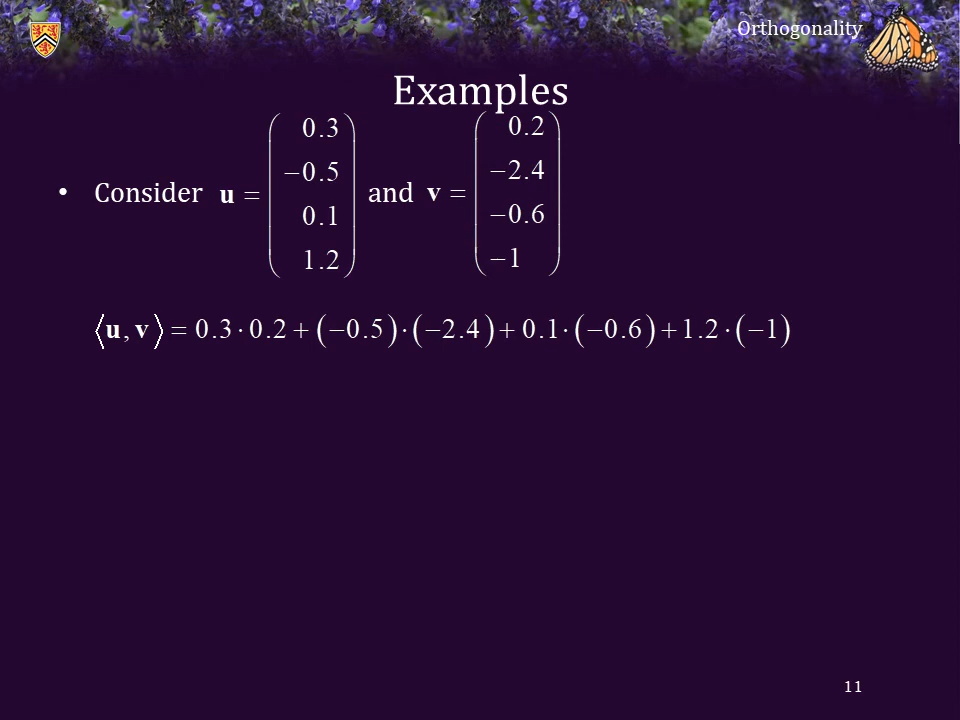 Orthogonality
Examples
• Consider u = ( 0.3 −0.5 0.1 1.2 ) and v = ( 0.2 −2.4 −0.6 −1 )
⟨u, v⟩ = 0.3 · 0.2 + (−0.5) · (−2.4) + 0.1 · (−0.6) + 1.2 · (−1)
11